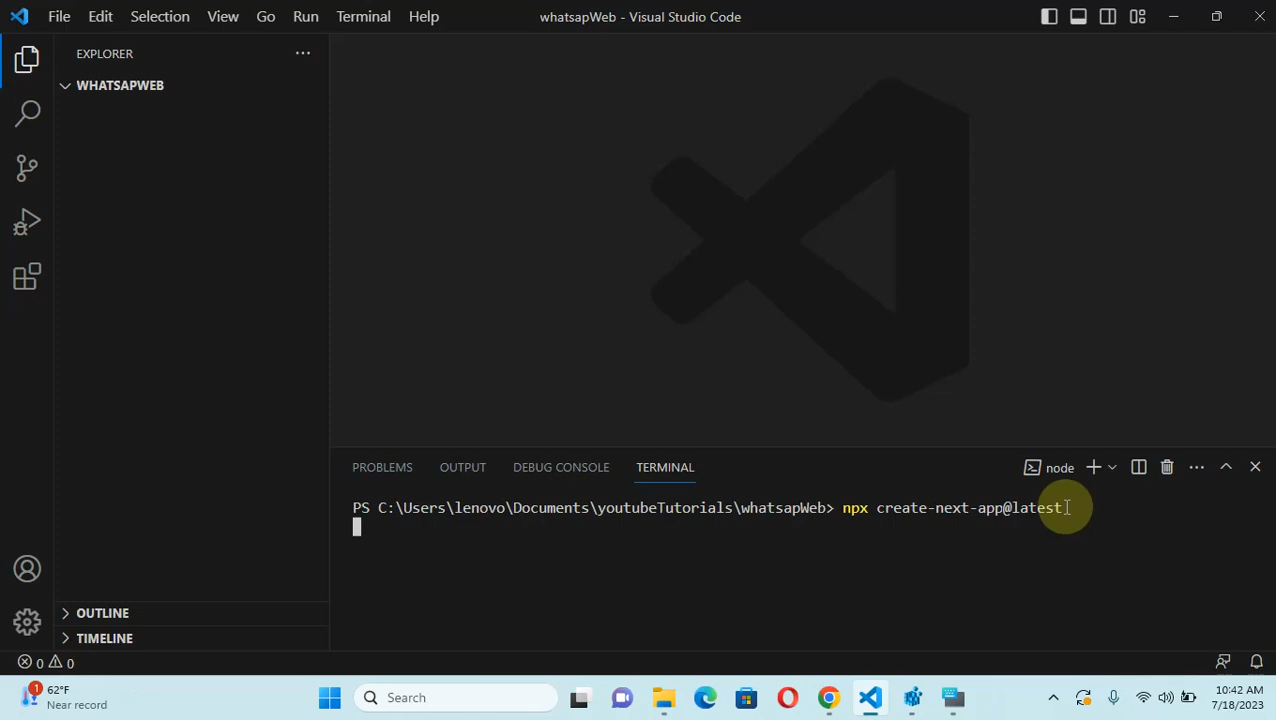 File Edit Selection View Go Run Terminal Help
whatsapWeb - Visual Studio Code
EXPLORER
WHATSAPWEB
OUTLINE
TIMELINE
PROBLEMS OUTPUT DEBUG CONSOLE TERMINAL
node
PS C:\Users\lenovo\Documents\youtubeTutorials\whatsapWeb> npx create-next-app@latest
0 0
1
62°F
Near record
Search
10:42 AM
7/18/2023